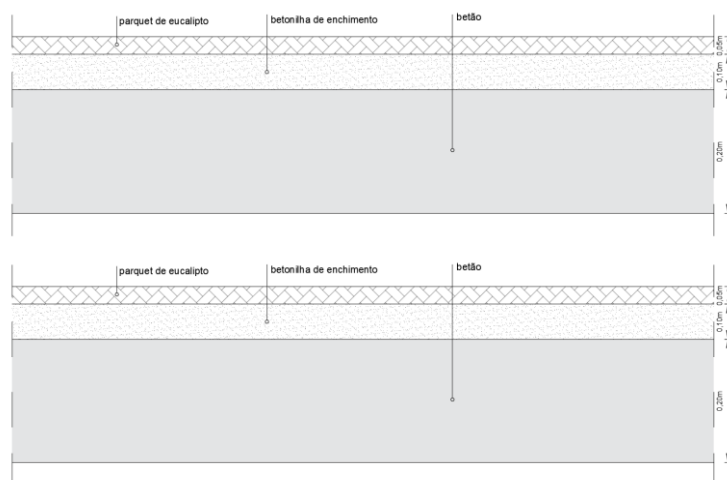 parquet de eucalipto betonilha de enchimento betão
0,05m
0,10m
0,20m
parquet de eucalipto betonilha de enchimento betão
0,05m
0,10m
0,20m